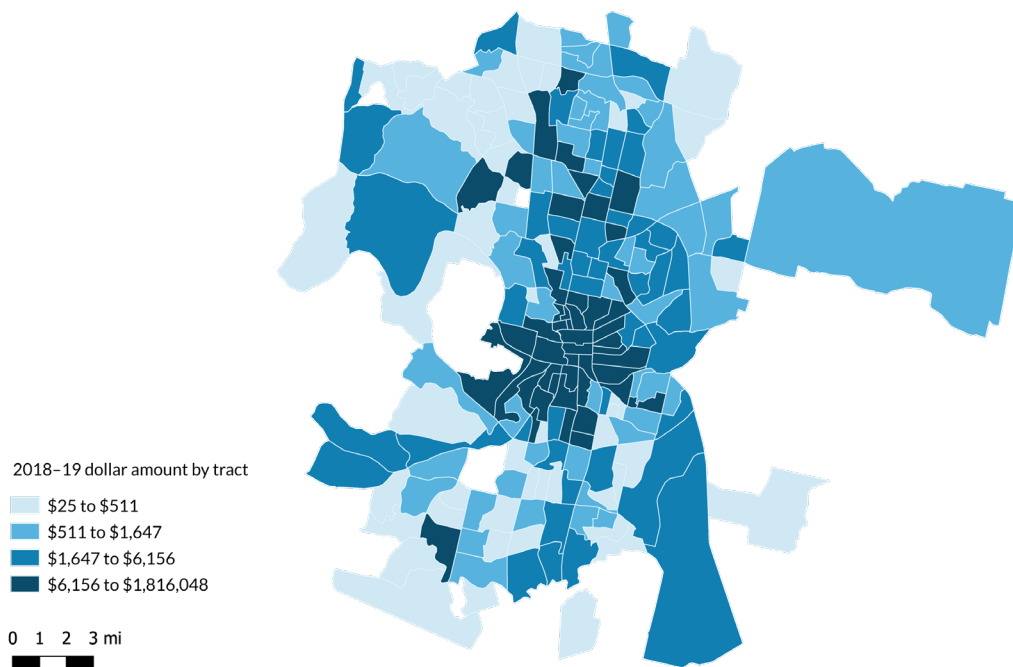 2018–19 dollar amount by tract
$25 to $511
$511 to $1,647
$1,647 to $6,156
$6,156 to $1,816,048
0 1 2 3 mi